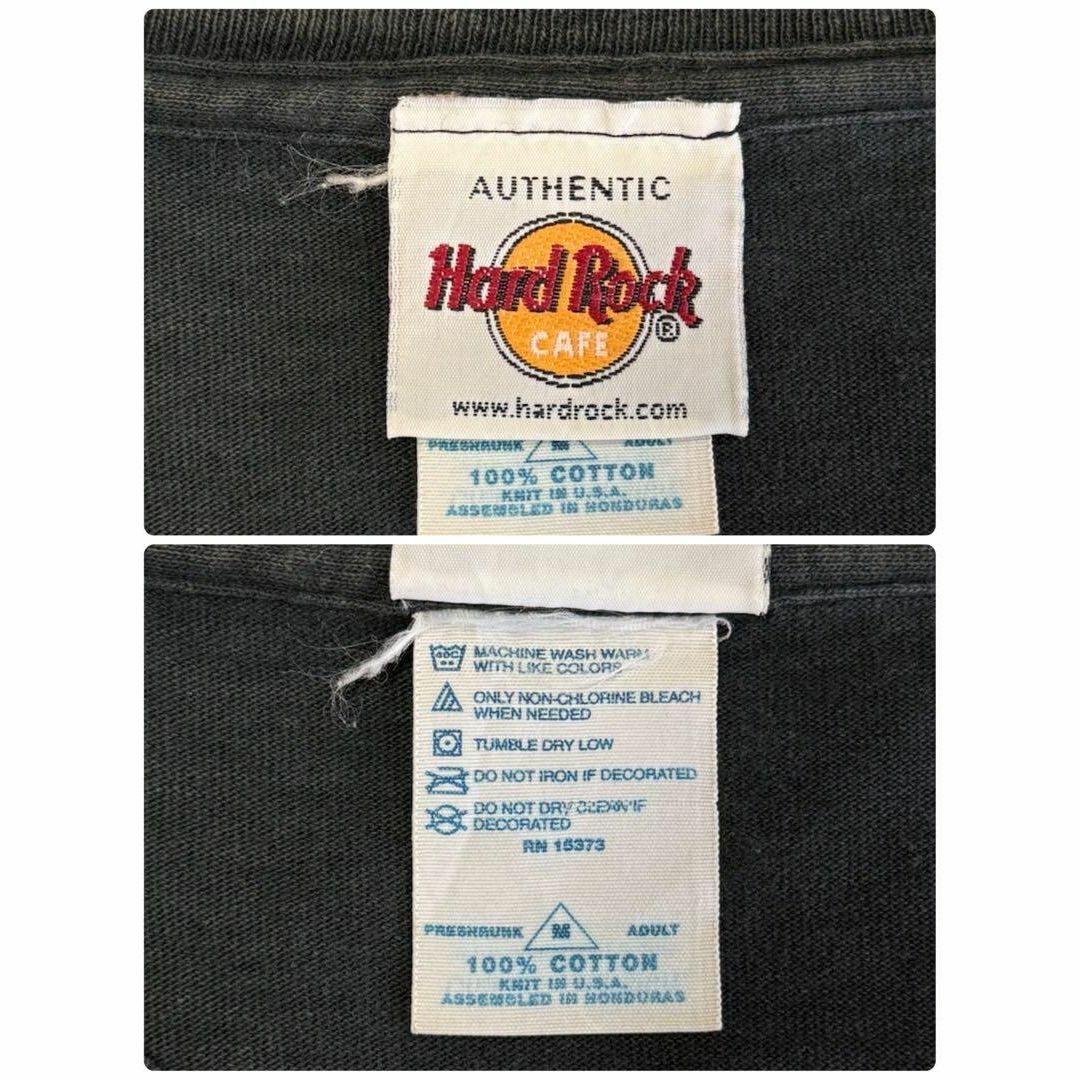 AUTHENTIC
Hard Rock
CAFE
®
www.hardrock.com
PRESHRUNK M ADULT
100% COTTON
KNIT IN U.S.A.
ASSEMBLED IN HONDURAS
40C MACHINE WASH WARM
WITH LIKE COLORS
ONLY NON-CHLORINE BLEACH
WHEN NEEDED
TUMBLE DRY LOW
DO NOT IRON IF DECORATED
DO NOT DRY CLEAN IF
DECORATED
RN 15373
PRESHRUNK M ADULT
100% COTTON
KNIT IN U.S.A.
ASSEMBLED IN HONDURAS